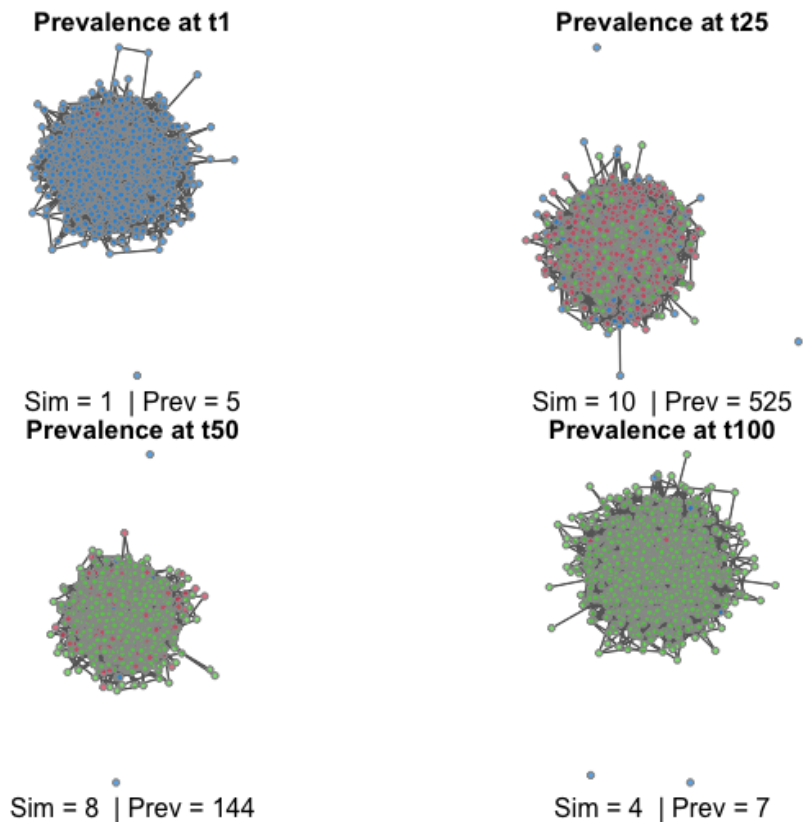 Prevalence at t1
Prevalence at t25
Sim = 1 | Prev = 5
Sim = 10 | Prev = 525
Prevalence at t50
Prevalence at t100
Sim = 8 | Prev = 144
Sim = 4 | Prev = 7